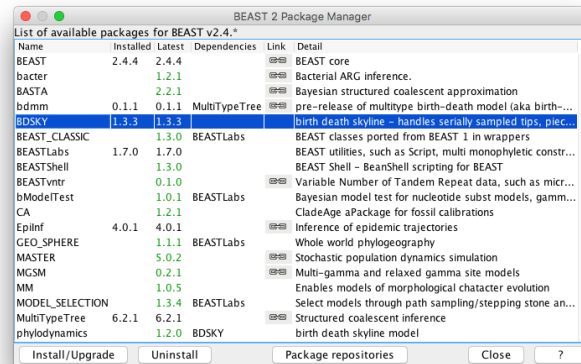 BEAST 2 Package Manager
List of available packages for BEAST v2.4.*
Name Installed Latest Dependencies Link Detail
BEAST 2.4.4 2.4.4 BEAST core
bacter 1.2.1 Bacterial ARG inference.
BASTA 2.2.1 Bayesian structured coalescent approximation
bdmm 0.1.1 0.1.1 MultiTypeTree pre-release of multitype birth-death model (aka birth-...
BDSKY 1.3.3 1.3.3 birth death skyline - handles serially sampled tips, piec...
BEAST_CLASSIC 1.3.0 BEASTLabs BEAST classes ported from BEAST 1 in wrappers
BEASTLabs 1.7.0 1.7.0 BEAST utilities, such as Script, multi monophyletic constr...
BEASTShell 1.3.0 BEAST Shell - BeanShell scripting for BEAST
BEASTvntr 0.1.0 Variable Number of Tandem Repeat data, such as micr...
bModelTest 1.0.1 BEASTLabs Bayesian model test for nucleotide subst models, gamm...
CA 1.2.1 CladeAge aPackage for fossil calibrations
EpiInf 4.0.1 4.0.1 Inference of epidemic trajectories
GEO_SPHERE 1.1.1 BEASTLabs Whole world phylogeography
MASTER 5.0.2 Stochastic population dynamics simulation
MGSM 0.2.1 Multi-gamma and relaxed gamma site models
MM 1.0.5 Enables models of morphological chatacter evolution
MODEL_SELECTION 1.3.4 BEASTLabs Select models through path sampling/stepping stone an...
MultiTypeTree 6.2.1 6.2.1 Structured coalescent inference
phylodynamics 1.2.0 BDSKY birth death skyline model
Install/Upgrade Uninstall Package repositories Close ?